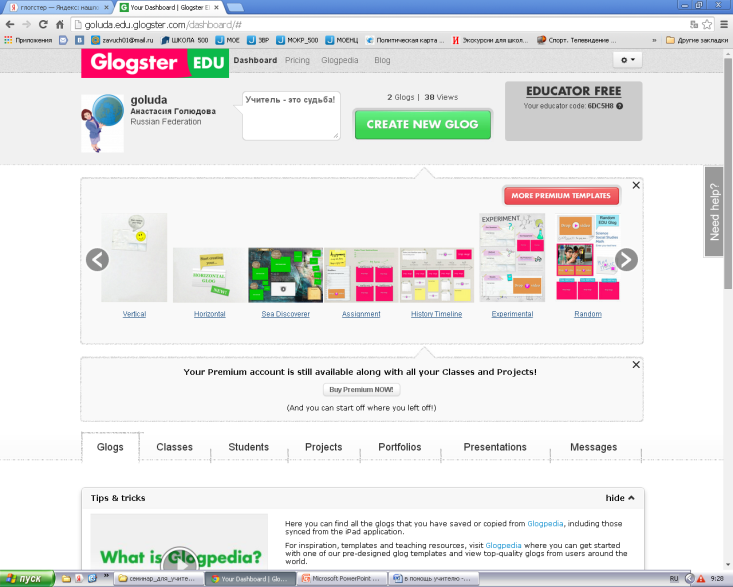 глогстер — Яндекс: нашло
Your Dashboard | Glogster E
goluda.edu.glogster.com/dashboard/#
Приложения
zavuch01@mail.ru
ШКОЛА 500
МОЕ
ЗВР
МОКР_500
МОЕНЦ
Политическая карта ...
Экскурсии для школ...
Спорт. Телевидение ...
» Другие закладки
Glogster EDU
Dashboard Pricing Glogpedia Blog
goluda
Анастасия Голюдова
Russian Federation
Учитель - это судьба!
2 Glogs | 38 Views
CREATE NEW GLOG
EDUCATOR FREE
Your educator code: 6DC5H8
Need help?
MORE PREMIUM TEMPLATES
EXPERIMENT
Random EDU Glog
Vertical Horizontal Sea Discoverer Assignment History Timeline Experimental Random
Your Premium account is still available along with all your Classes and Projects!
Buy Premium NOW!
(And you can start off where you left off!)
Glogs Classes Students Projects Portfolios Presentations Messages
Tips & tricks
hide
What is Glogpedia?
Here you can find all the glogs that you have saved or copied from Glogpedia, including those
synced from the iPad application.
For inspiration, templates and teaching resources, visit Glogpedia where you can get started
with one of our pre-designed glog templates and view top-quality glogs from users around the
world.
пуск
семинар_для_учите...
Your Dashboard | Glo...
Microsoft PowerPoint ...
в помощь учителю -...
RU
9:28